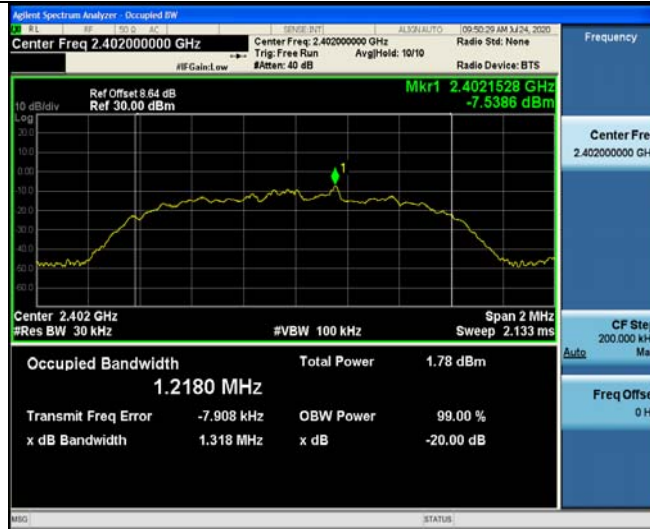 Agilent Spectrum Analyzer - Occupied BW
RL RF 50 Ω AC SENSE:INT ALIGN AUTO 09:50:29 AM Jul 24, 2020
Center Freq 2.402000000 GHz Center Freq: 2.402000000 GHz Radio Std: None
Trig: Free Run Avg|Hold: 10/10
#IFGain:Low #Atten: 40 dB Radio Device: BTS
Frequency
Mkr1 2.4021528 GHz
-7.5386 dBm
Ref Offset 8.64 dB
10 dB/div Ref 30.00 dBm
Log
20.0
10.0
0.00
-10.0
-20.0
-30.0
-40.0
-50.0
-60.0
1
Center 2.402 GHz Span 2 MHz
#Res BW 30 kHz #VBW 100 kHz Sweep 2.133 ms
Occupied Bandwidth Total Power 1.78 dBm
1.2180 MHz
Transmit Freq Error -7.908 kHz OBW Power 99.00 %
x dB Bandwidth 1.318 MHz x dB -20.00 dB
Center Fre
2.402000000 GH
CF Ste
200.000 kH
Auto Ma
Freq Offse
0 H
MSG STATUS